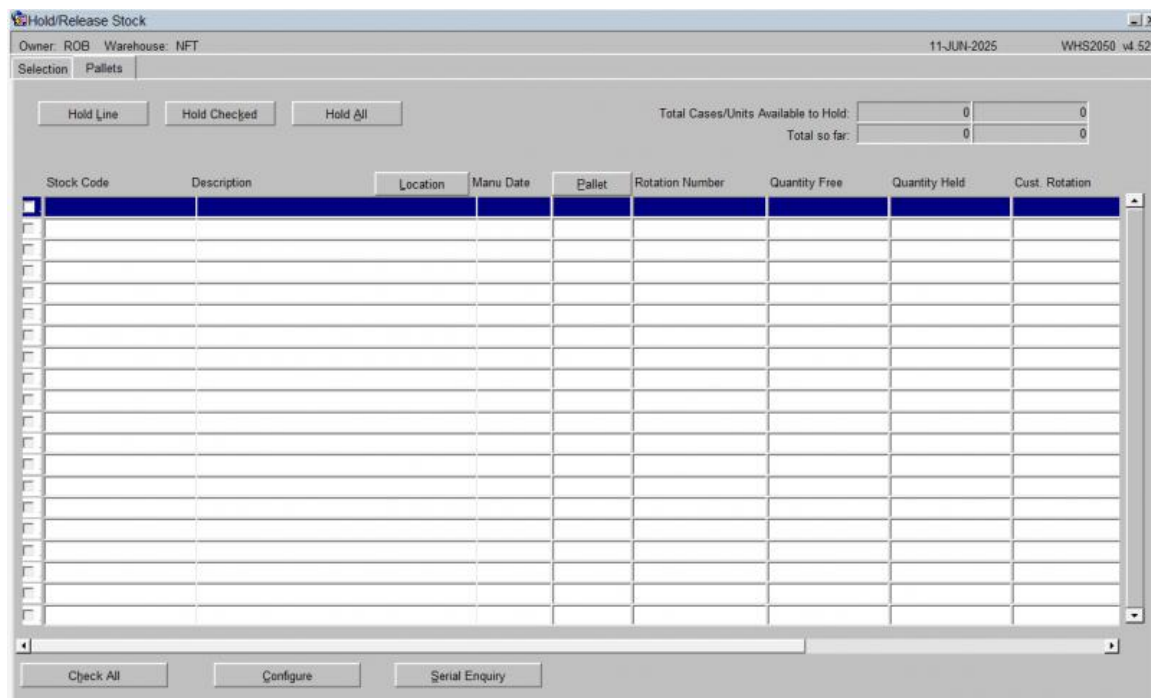 Hold/Release Stock
Owner: ROB Warehouse: NFT 11-JUN-2025 WHS2050 v4.52
Selection Pallets
Hold Line Hold Checked Hold All Total Cases/Units Available to Hold: 0 0
Total so far: 0 0
Stock Code Description Location Manu Date Pallet Rotation Number Quantity Free Quantity Held Cust. Rotation
Check All Configure Serial Enquiry